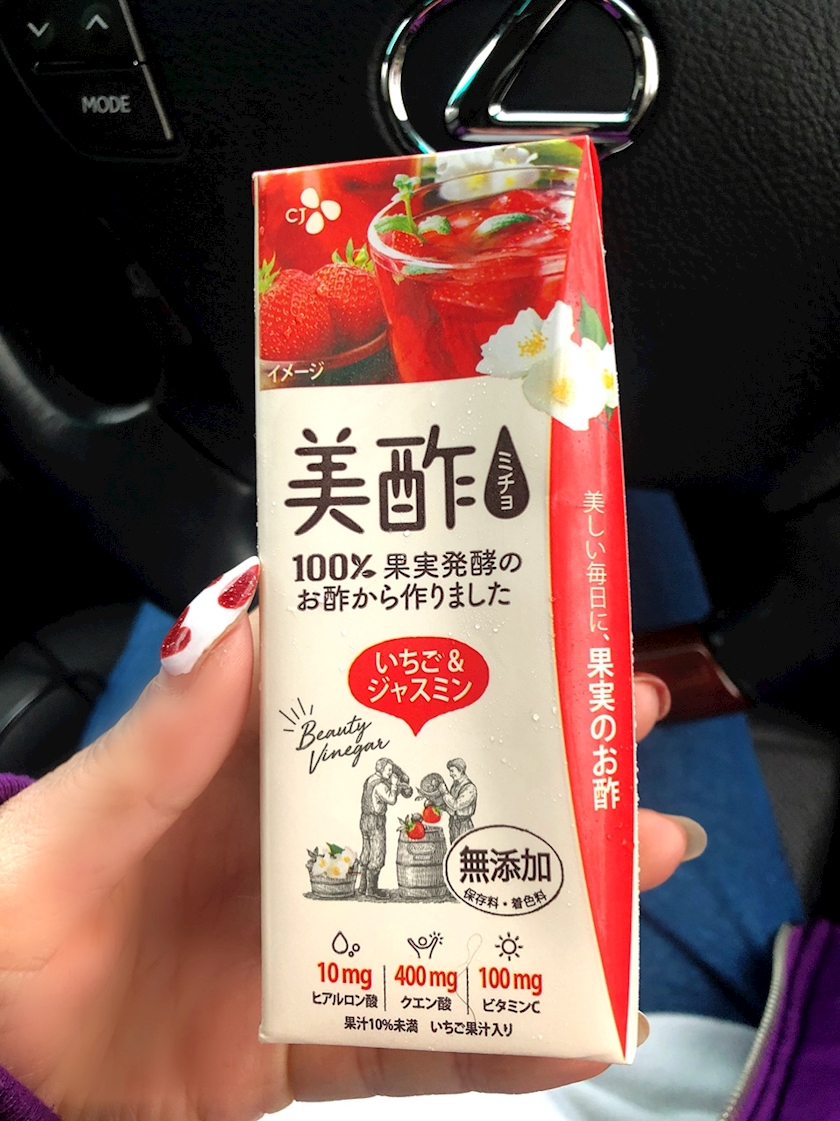 MODE
CJ
イメージ
美酢
ミチョ
100% 果実発酵の
お酢から作りました
いちご&
ジャスミン
Beauty
Vinegar
無添加
保存料・着色料
10mg
ヒアルロン酸
400mg
クエン酸
100mg
ビタミンC
果汁10%未満 いちご果汁入り
美しい毎日に、果実のお酢